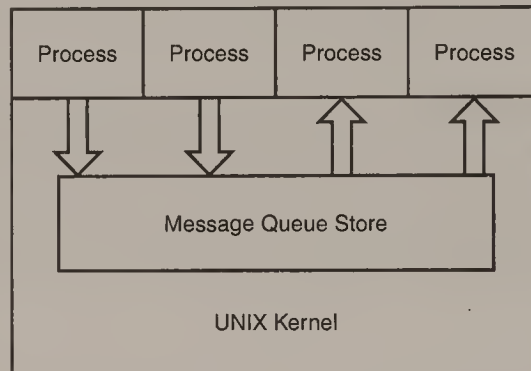 Process Process Process Process
Message Queue Store
UNIX Kernel